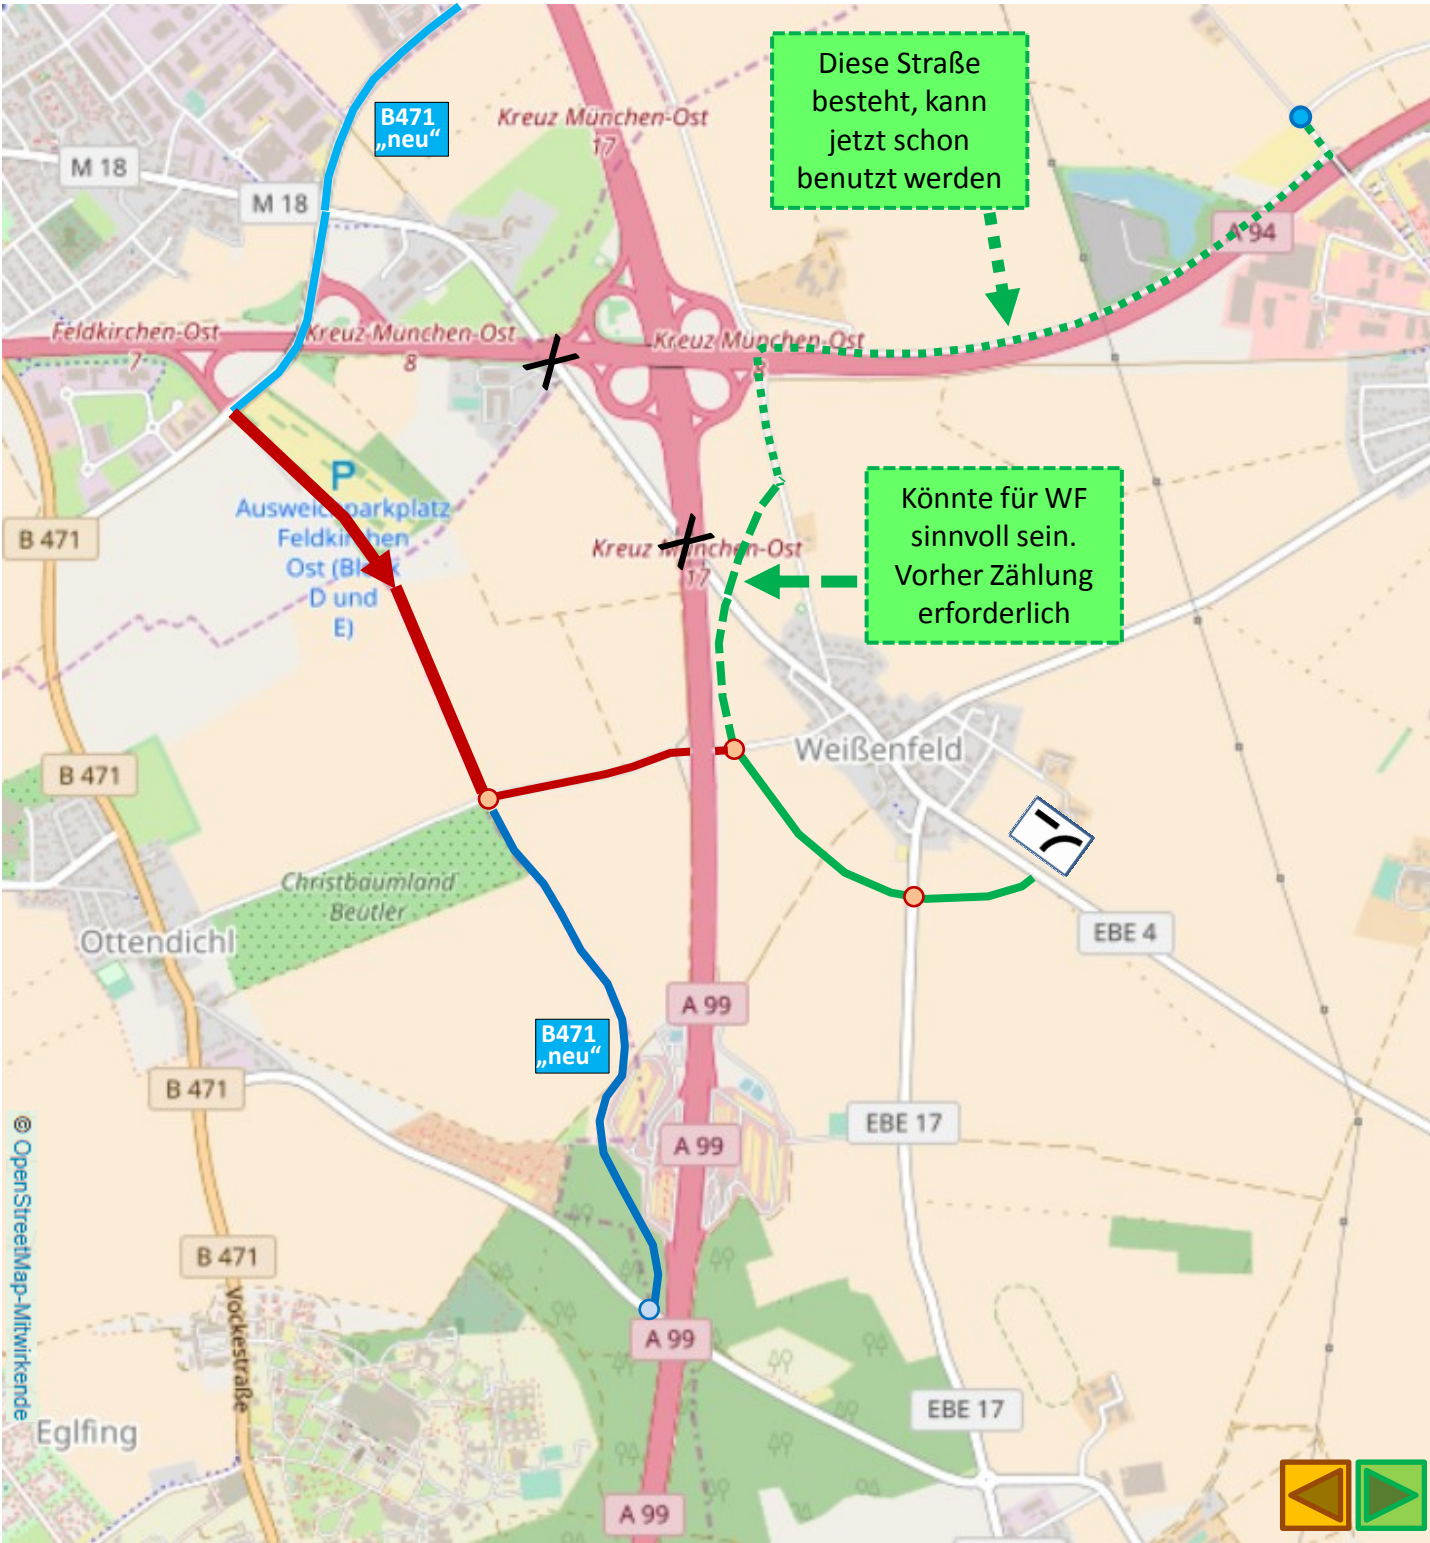 B471
„neu“
Diese Straße
besteht, kann
jetzt schon
benutzt werden
Kreuz München-Ost
17
M 18
M 18
A 94
Feldkirchen-Ost
7
Kreuz München-Ost
8
Kreuz München-Ost
P
Ausweichparkplatz
Feldkirchen
Ost (Block
D und
E)
B 471
Könnte für WF
sinnvoll sein.
Vorher Zählung
erforderlich
Kreuz München-Ost
17
Weißenfeld
B 471
Christbaumland
Beutler
Ottendichl
EBE 4
A 99
B471
„neu“
B 471
EBE 17
A 99
© OpenStreetMap-Mitwirkende
B 471
Vockestraße
A 99
EBE 17
Eglfing
A 99